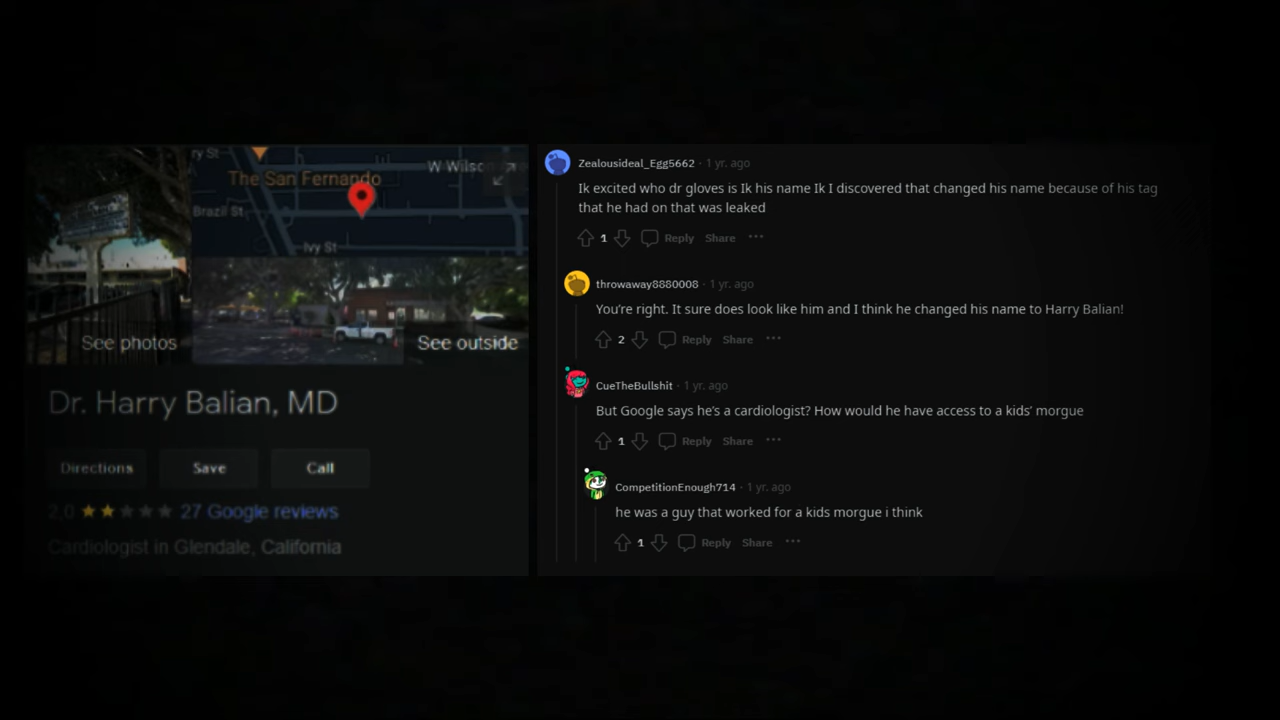 ry St
W Wilso
The San Fernando
Brazil St
Ivy St
See photos
See outside
Dr. Harry Balian, MD
Directions
Save
Call
2,0
27 Google reviews
Cardiologist in Glendale, California
Zealousideal_Egg5662 · 1 yr. ago
Ik excited who dr gloves is Ik his name Ik I discovered that changed his name because of his tag
that he had on that was leaked
1 Reply Share ···
throwaway8880008 · 1 yr. ago
You're right. It sure does look like him and I think he changed his name to Harry Balian!
2 Reply Share ···
CueTheBullshit · 1 yr. ago
But Google says he's a cardiologist? How would he have access to a kids' morgue
1 Reply Share ···
CompetitionEnough714 · 1 yr. ago
he was a guy that worked for a kids morgue i think
1 Reply Share ···